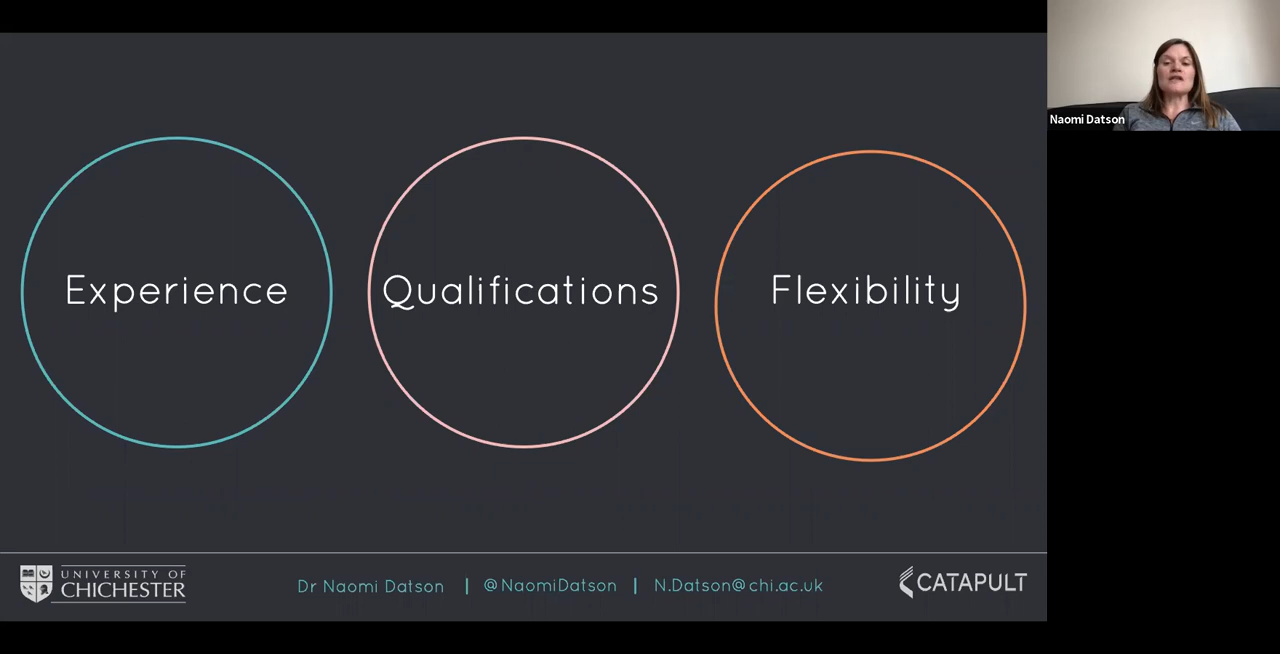 Naomi Datson
Experience
Qualifications
Flexibility
UNIVERSITY OF
CHICHESTER
Dr Naomi Datson | @NaomiDatson | N.Datson@chi.ac.uk
CATAPULT